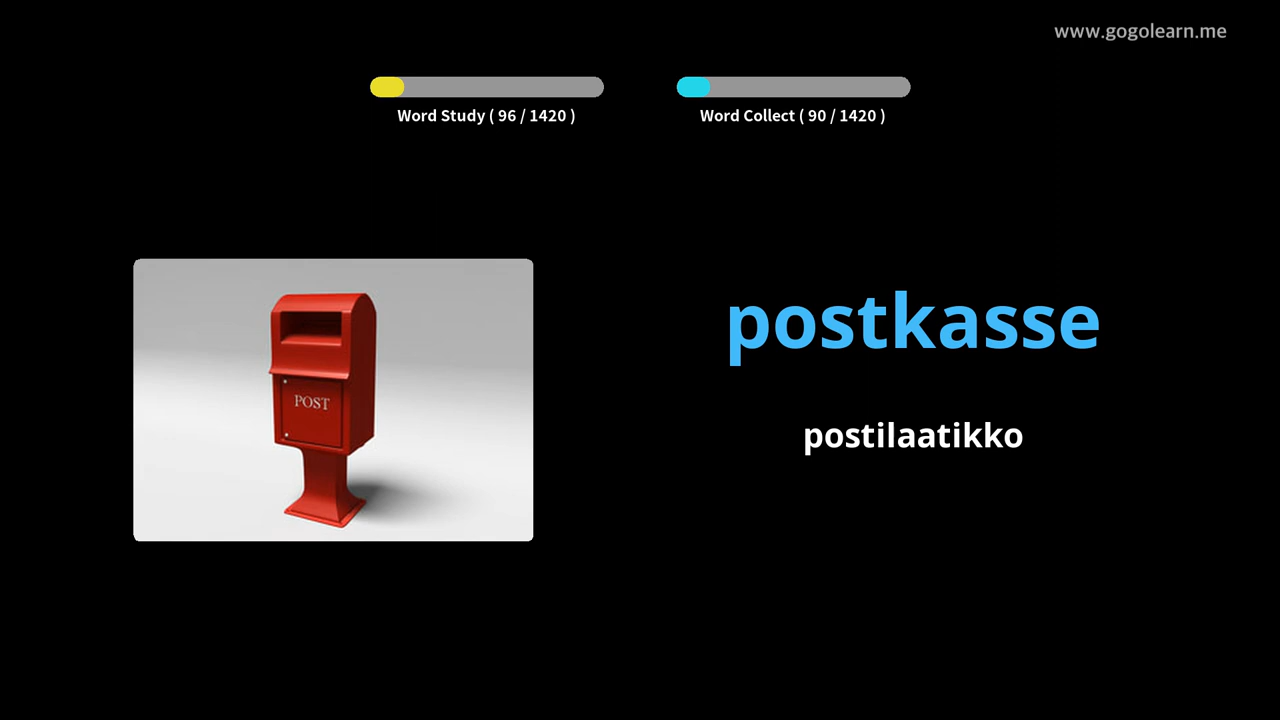 www.gogolearn.me
Word Study ( 96 / 1420 )
Word Collect ( 90 / 1420 )
POST
postkasse
postilaatikko